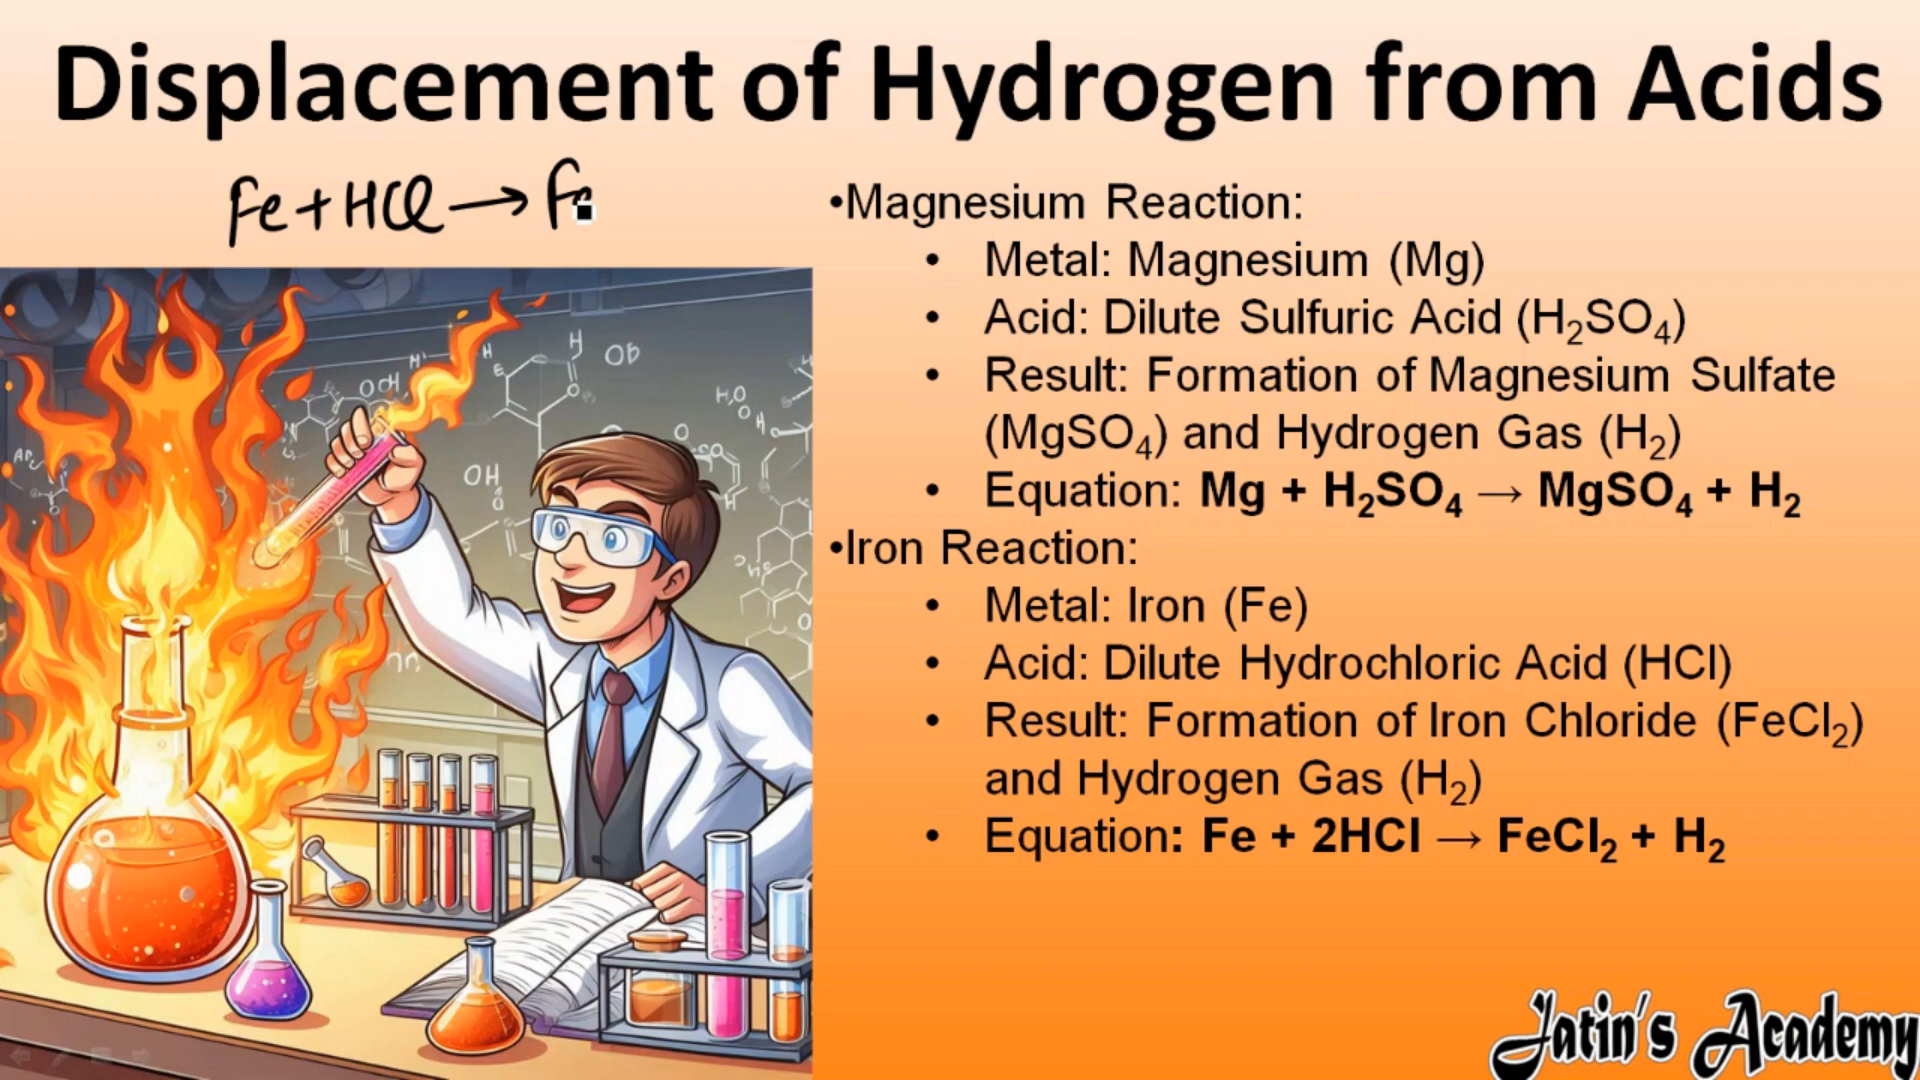 Displacement of Hydrogen from Acids
Fe + HCl → Fe
•Magnesium Reaction:
• Metal: Magnesium (Mg)
• Acid: Dilute Sulfuric Acid (H₂SO₄)
• Result: Formation of Magnesium Sulfate
(MgSO₄) and Hydrogen Gas (H₂)
• Equation: Mg + H₂SO₄ → MgSO₄ + H₂
•Iron Reaction:
• Metal: Iron (Fe)
• Acid: Dilute Hydrochloric Acid (HCl)
• Result: Formation of Iron Chloride (FeCl₂)
and Hydrogen Gas (H₂)
• Equation: Fe + 2HCl → FeCl₂ + H₂
OH
Jatin's Academy